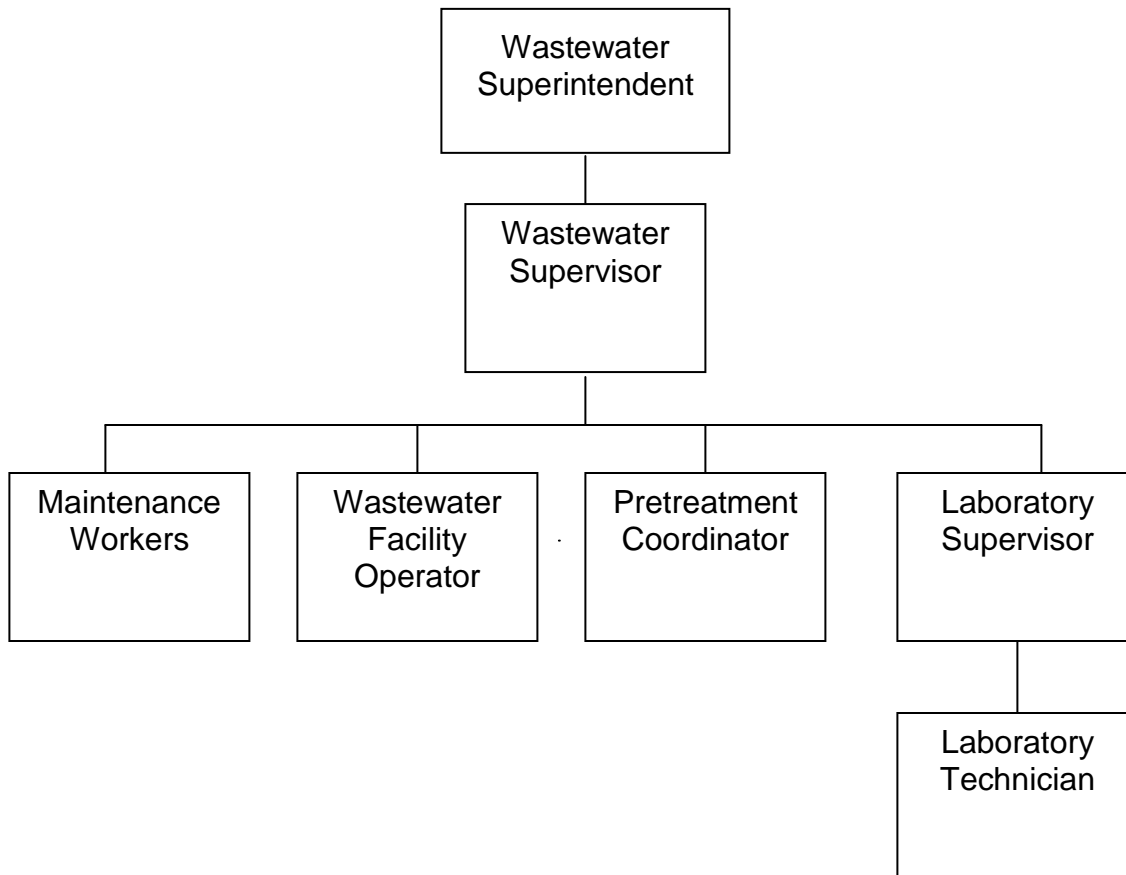 Wastewater
Superintendent
Wastewater
Supervisor
Maintenance
Workers
Wastewater
Facility
Operator
Pretreatment
Coordinator
Laboratory
Supervisor
Laboratory
Technician